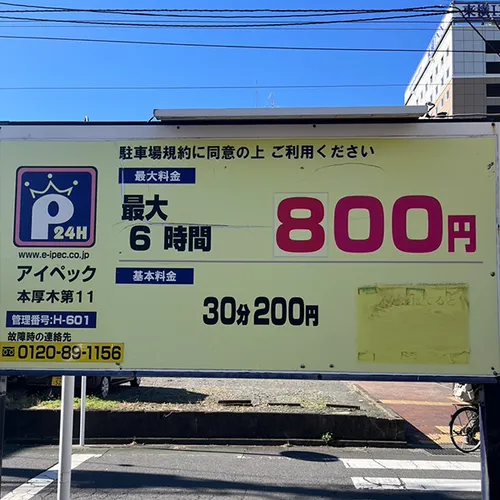 駐車場規約に同意の上 ご利用ください
最大料金
最大
6 時間
800円
P
24H
www.e-ipec.co.jp
アイペック
本厚木第11
管理番号:H-601
故障時の連絡先
0120-89-1156
基本料金
30分 200円